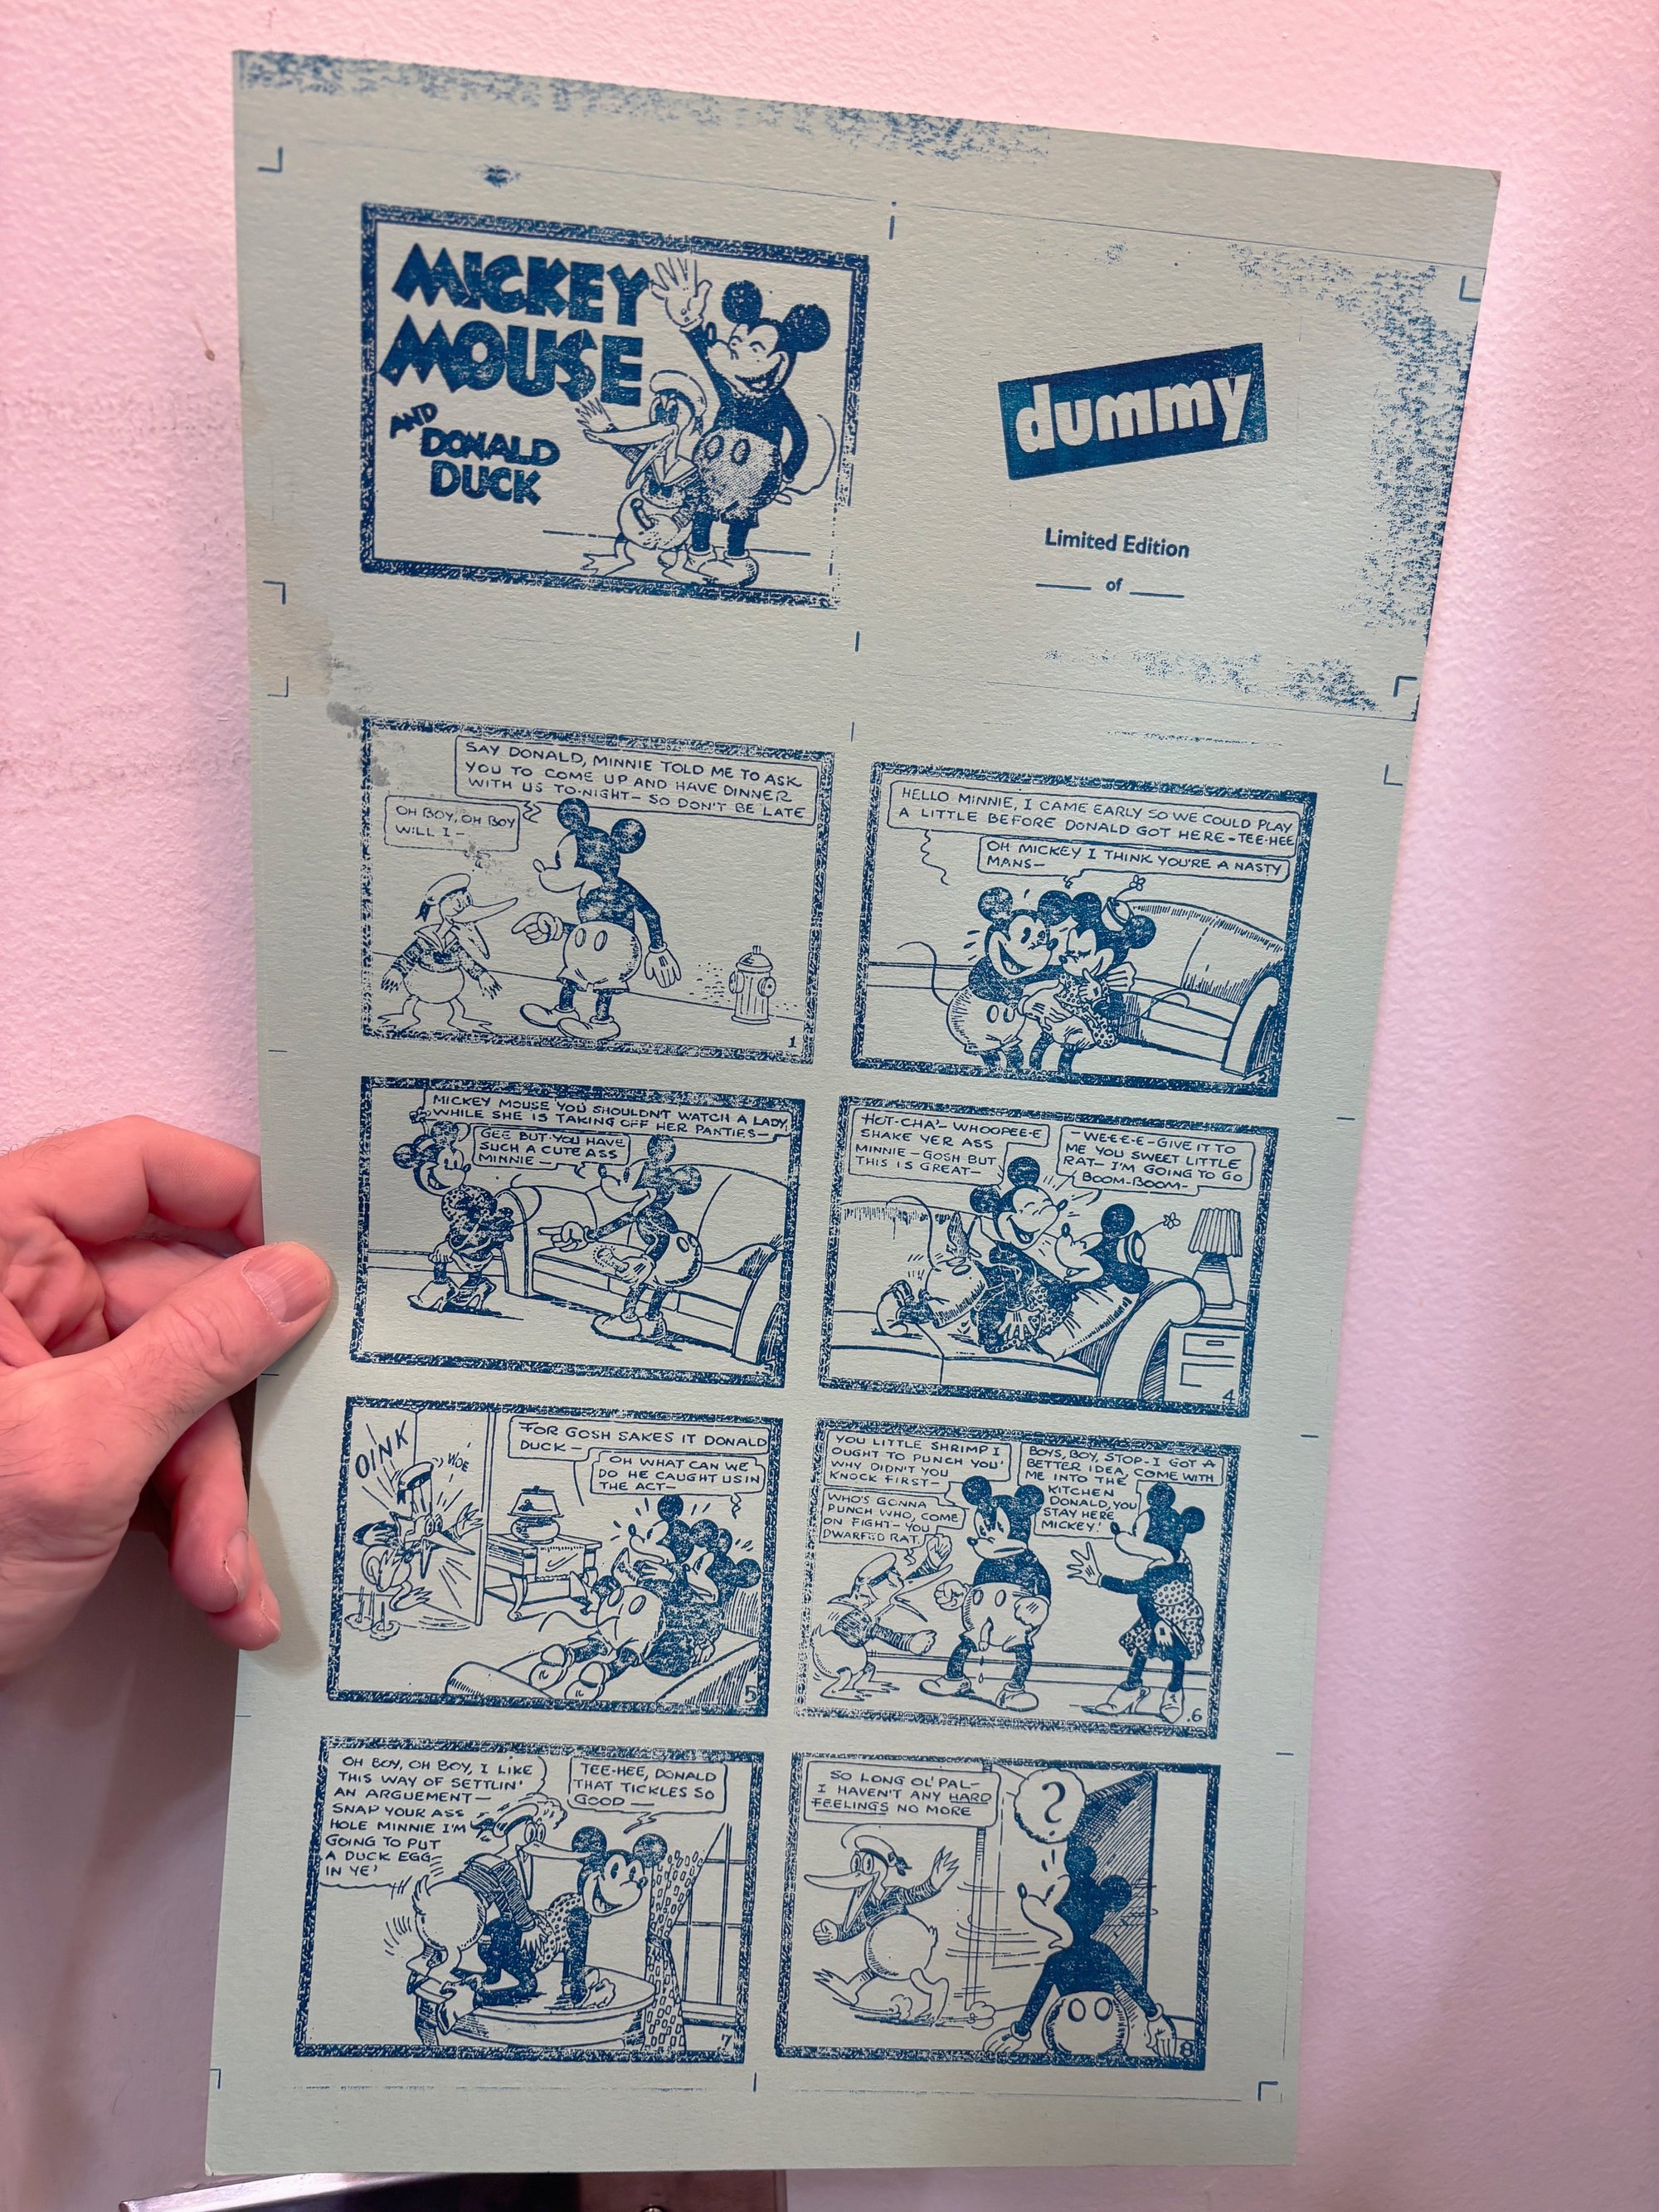 MICKEY
MOUSE
AND
DONALD
DUCK
dummy
Limited Edition
___ of ___
SAY DONALD, MINNIE TOLD ME TO ASK
YOU TO COME UP AND HAVE DINNER
WITH US TO-NIGHT— SO DON'T BE LATE
OH BOY, OH BOY
WILL I—
1
HELLO MINNIE, I CAME EARLY SO WE COULD PLAY
A LITTLE BEFORE DONALD GOT HERE-TEE-HEE
OH MICKEY I THINK YOU'RE A NASTY
MANS—
MICKEY MOUSE YOU SHOULDN'T WATCH A LADY
WHILE SHE IS TAKING OFF HER PANTIES—
GEE BUT YOU HAVE
SUCH A CUTE ASS
MINNIE—
HOT-CHA'- WHOOPEE-E
SHAKE YER ASS
MINNIE—GOSH BUT
THIS IS GREAT—
-WE-E-E-E-GIVE IT TO
ME YOU SWEET LITTLE
RAT— I'M GOING TO GO
BOOM-BOOM-
4
OINK
WOE
FOR GOSH SAKES IT DONALD
DUCK—
OH WHAT CAN WE
DO HE CAUGHT USIN
THE ACT—
5
YOU LITTLE SHRIMP I
OUGHT TO PUNCH YOU'
WHY DIDN'T YOU
KNOCK FIRST—
WHO'S GONNA
PUNCH WHO, COME
ON FIGHT—YOU
DWARFED RAT
BOYS, BOY, STOP-I GOT A
BETTER IDEA, COME WITH
ME INTO THE
KITCHEN
DONALD, YOU
STAY HERE
MICKEY!
.6
OH BOY, OH BOY, I LIKE
THIS WAY OF SETTLIN'
AN ARGUEMENT—
SNAP YOUR ASS
HOLE MINNIE I'M
GOING TO PUT
A DUCK EGG
IN YE'
TEE-HEE, DONALD
THAT TICKLES SO
GOOD —
7
SO LONG OL' PAL—
I HAVEN'T ANY HARD
FEELINGS NO MORE
?
8